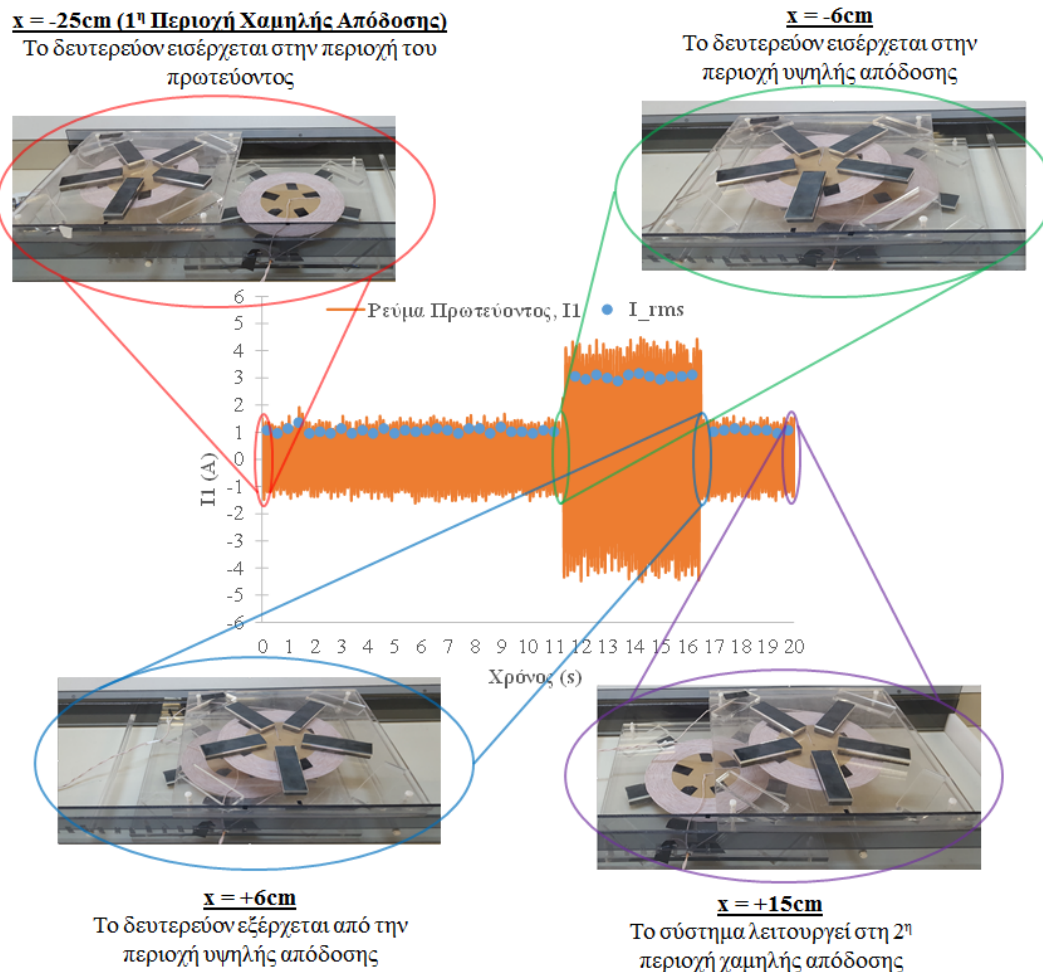 x = -25cm (1η Περιοχή Χαμηλής Απόδοσης)
Το δευτερεύον εισέρχεται στην περιοχή του
πρωτεύοντος
x = -6cm
Το δευτερεύον εισέρχεται στην
περιοχή υψηλής απόδοσης
Ρεύμα Πρωτεύοντος, I1
I_rms
6
5
4
3
2
1
0
-1
-2
-3
-4
-5
-6
I1 (A)
0 1 2 3 4 5 6 7 8 9 10 11 12 13 14 15 16 17 18 19 20
Χρόνος (s)
x = +6cm
Το δευτερεύον εξέρχεται από την
περιοχή υψηλής απόδοσης
x = +15cm
Το σύστημα λειτουργεί στη 2η
περιοχή χαμηλής απόδοσης